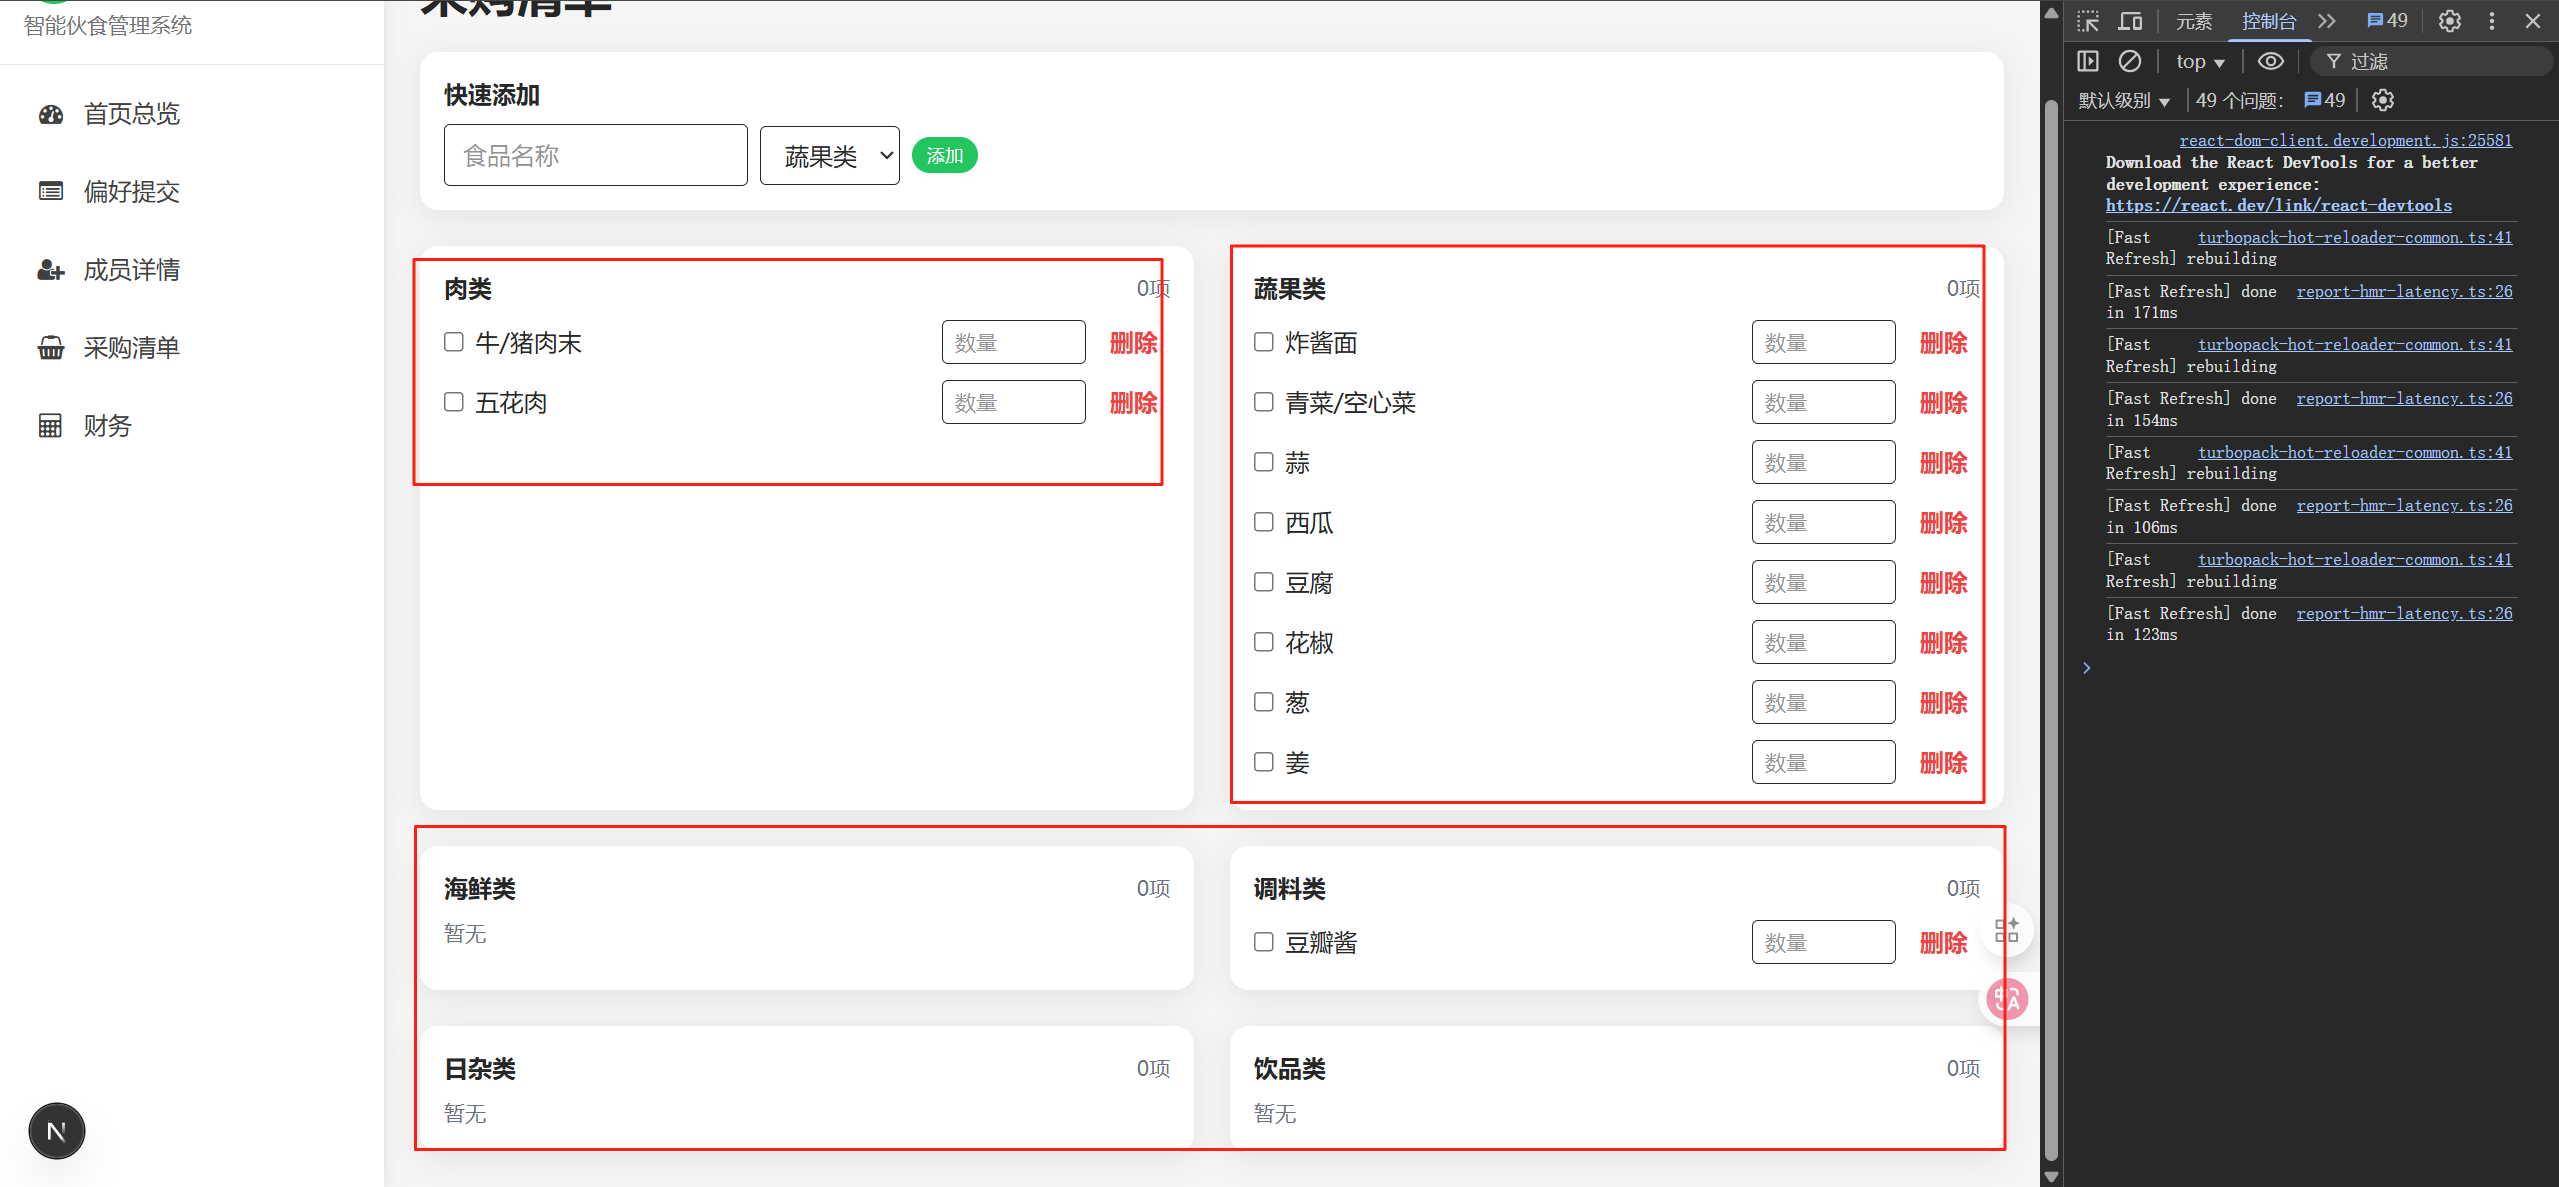 智能伙食管理系统
首页总览
偏好提交
成员详情
采购清单
财务
N
采购清单
快速添加
食品名称
蔬果类
添加
肉类
0项
牛/猪肉末
数量
删除
五花肉
数量
删除
蔬果类
0项
炸酱面
数量
删除
青菜/空心菜
数量
删除
蒜
数量
删除
西瓜
数量
删除
豆腐
数量
删除
花椒
数量
删除
葱
数量
删除
姜
数量
删除
海鲜类
0项
暂无
调料类
0项
豆瓣酱
数量
删除
日杂类
0项
暂无
饮品类
0项
暂无
元素
控制台
49
top
过滤
默认级别
49 个问题：
49
react-dom-client.development.js:25581
Download the React DevTools for a better
development experience:
https://react.dev/link/react-devtools
[Fast turbopack-hot-reloader-common.ts:41
Refresh] rebuilding
[Fast Refresh] done report-hmr-latency.ts:26
in 171ms
[Fast turbopack-hot-reloader-common.ts:41
Refresh] rebuilding
[Fast Refresh] done report-hmr-latency.ts:26
in 154ms
[Fast turbopack-hot-reloader-common.ts:41
Refresh] rebuilding
[Fast Refresh] done report-hmr-latency.ts:26
in 106ms
[Fast turbopack-hot-reloader-common.ts:41
Refresh] rebuilding
[Fast Refresh] done report-hmr-latency.ts:26
in 123ms